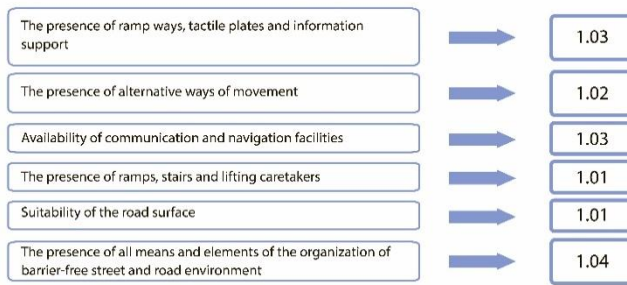 The presence of ramp ways, tactile plates and information
support
1.03
The presence of alternative ways of movement
1.02
Availability of communication and navigation facilities
1.03
The presence of ramps, stairs and lifting caretakers
1.01
Suitability of the road surface
1.01
The presence of all means and elements of the organization of
barrier-free street and road environment
1.04